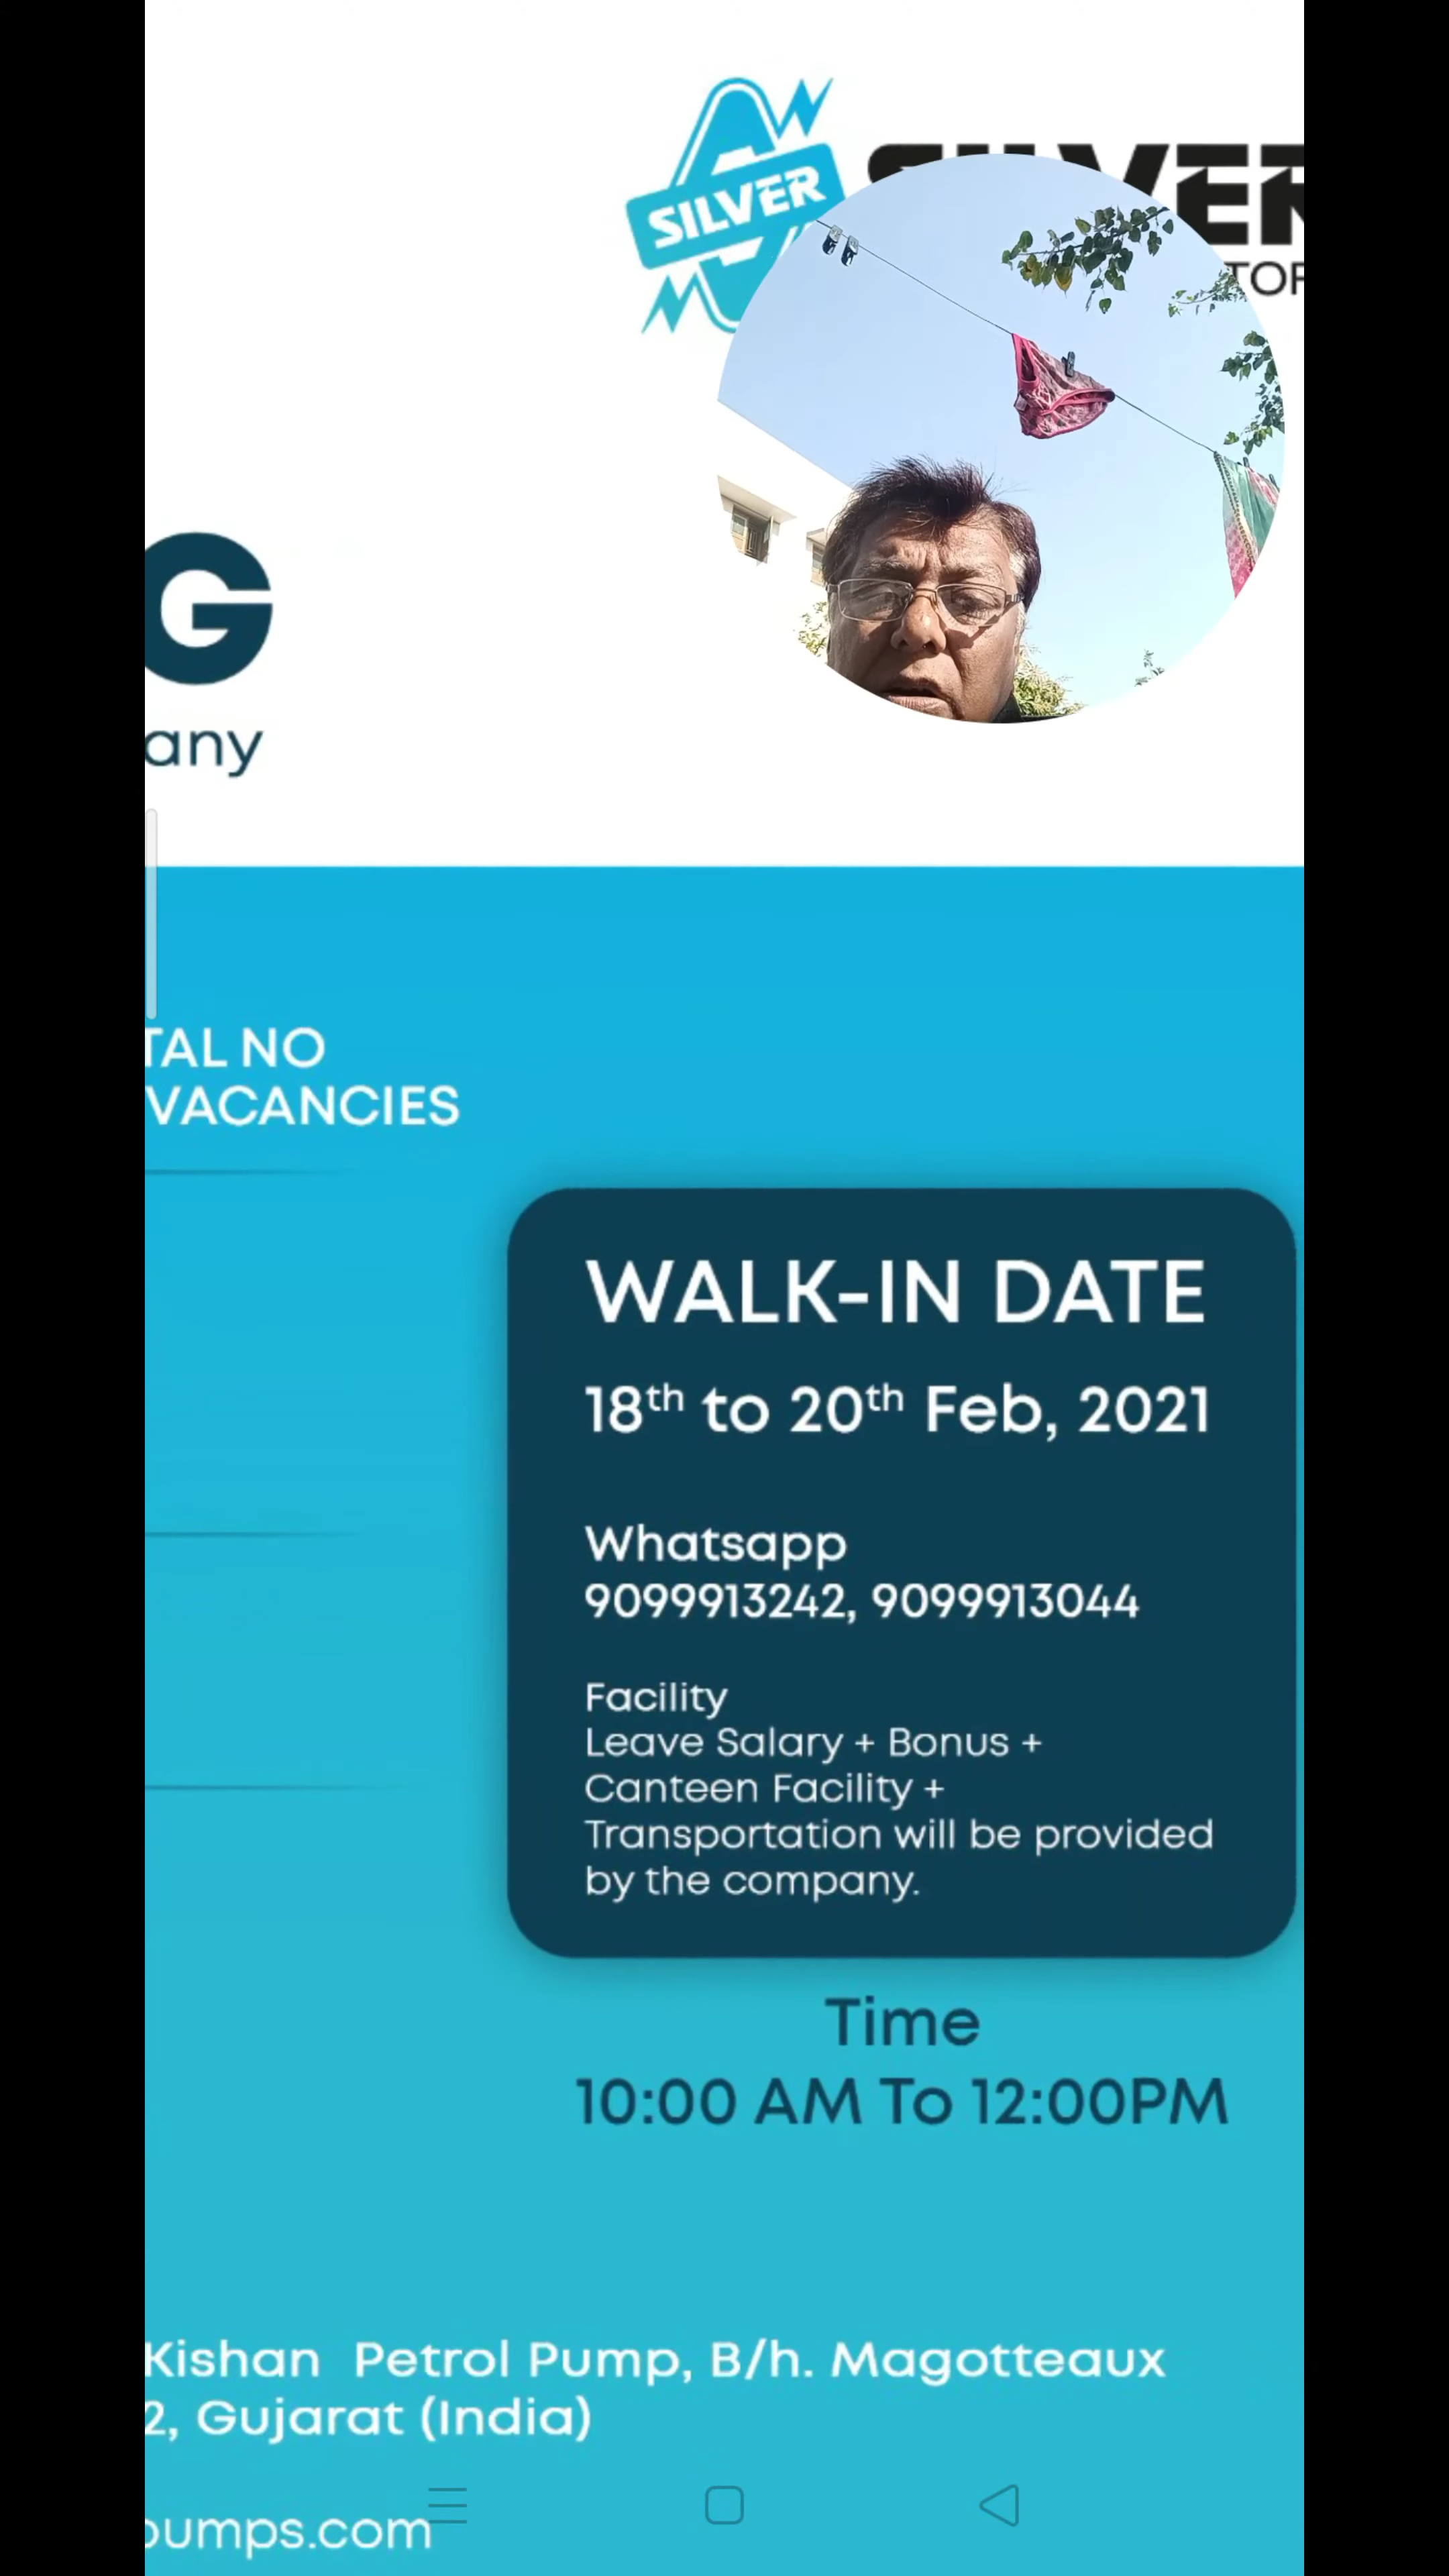 SILVER
G
any
TAL NO
VACANCIES
WALK-IN DATE
18th to 20th Feb, 2021
Whatsapp
9099913242, 9099913044
Facility
Leave Salary + Bonus +
Canteen Facility +
Transportation will be provided
by the company.
Time
10:00 AM To 12:00PM
Kishan Petrol Pump, B/h. Magotteaux
2, Gujarat (India)
pumps.com